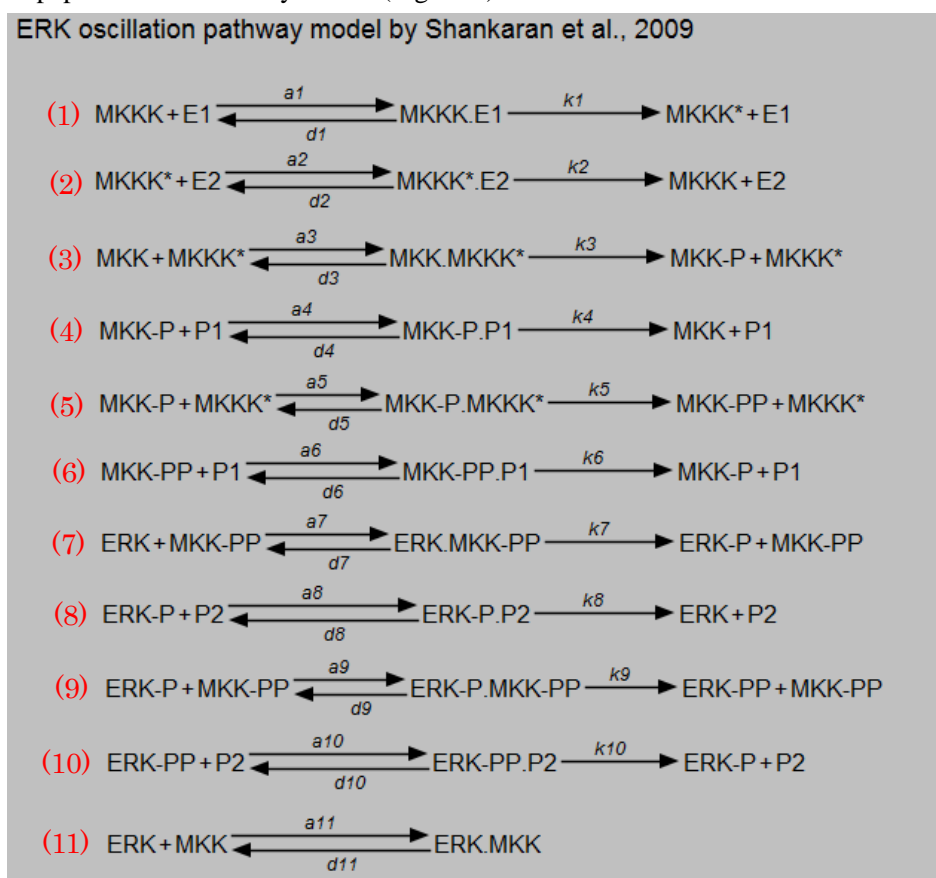 ERK oscillation pathway model by Shankaran et al., 2009
(1) MKKK + E1 a1 d1 MKKK.E1 k1 MKKK* + E1
(2) MKKK* + E2 a2 d2 MKKK*.E2 k2 MKKK + E2
(3) MKK + MKKK* a3 d3 MKK.MKKK* k3 MKK-P + MKKK*
(4) MKK-P + P1 a4 d4 MKK-P.P1 k4 MKK + P1
(5) MKK-P + MKKK* a5 d5 MKK-P.MKKK* k5 MKK-PP + MKKK*
(6) MKK-PP + P1 a6 d6 MKK-PP.P1 k6 MKK-P + P1
(7) ERK + MKK-PP a7 d7 ERK.MKK-PP k7 ERK-P + MKK-PP
(8) ERK-P + P2 a8 d8 ERK-P.P2 k8 ERK + P2
(9) ERK-P + MKK-PP a9 d9 ERK-P.MKK-PP k9 ERK-PP + MKK-PP
(10) ERK-PP + P2 a10 d10 ERK-PP.P2 k10 ERK-P + P2
(11) ERK + MKK a11 d11 ERK.MKK